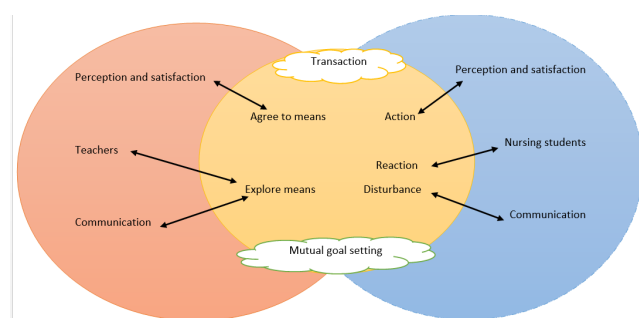 Transaction
Perception and satisfaction
Perception and satisfaction
Agree to means
Action
Teachers
Nursing students
Reaction
Explore means
Disturbance
Communication
Communication
Mutual goal setting